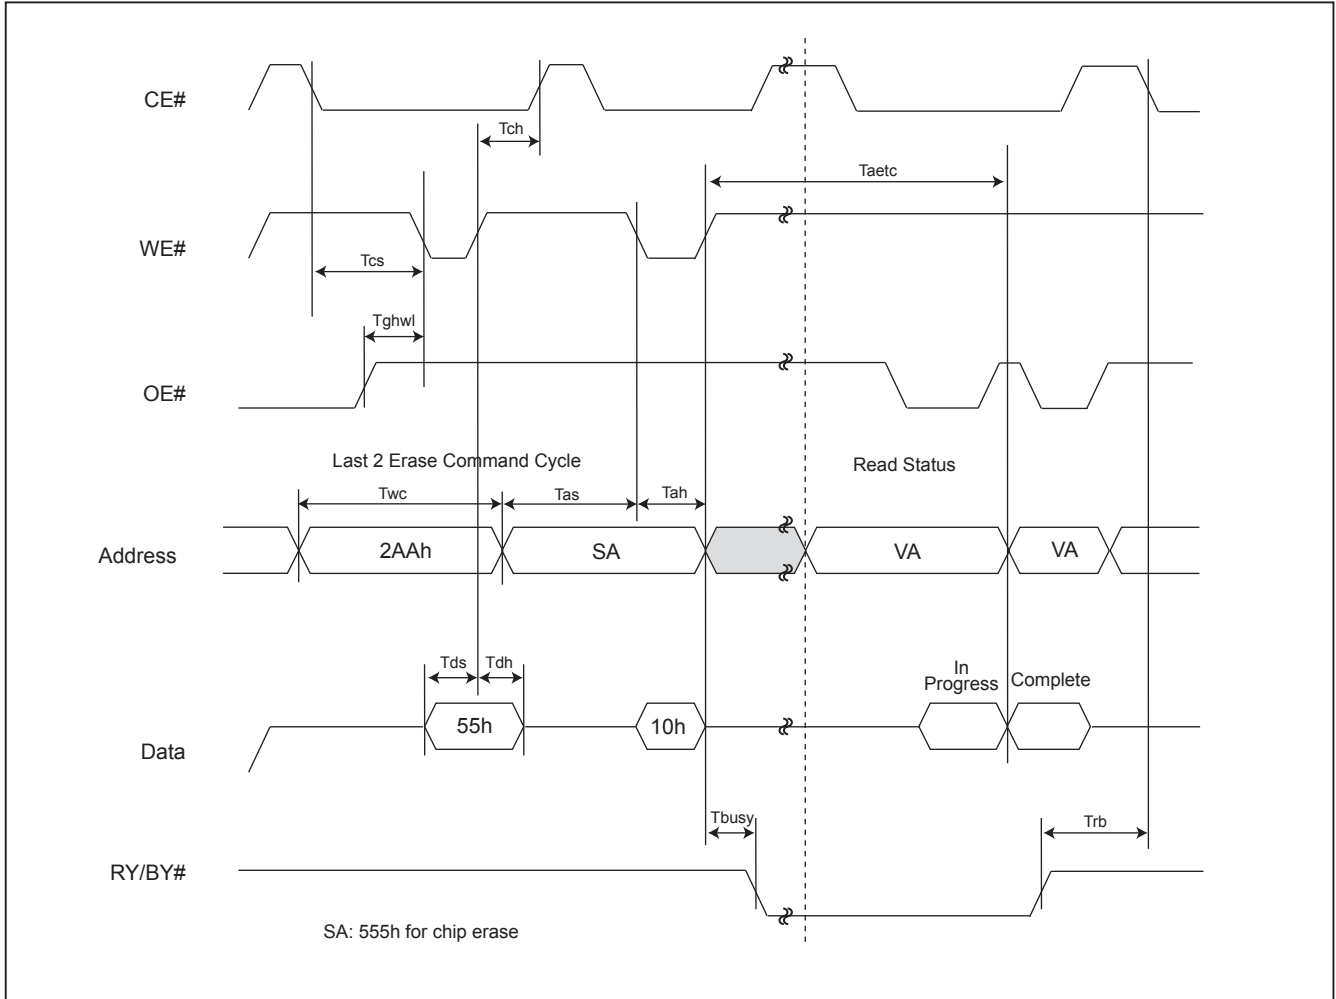 CE#
Tch
Taetc
WE#
Tcs
Tghwl
OE#
Last 2 Erase Command Cycle
Read Status
Twc
Tas
Tah
Address
2AAh
SA
VA
VA
Tds
Tdh
In
Progress
Complete
55h
10h
Data
Tbusy
Trb
RY/BY#
SA: 555h for chip erase